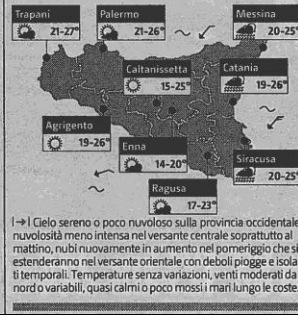 Trapani
21-27°
Palermo
21-26°
Messina
20-25°
Caltanissetta
15-25°
Catania
19-26°
Agrigento
19-26°
Enna
14-20°
Siracusa
20-25°
Ragusa
17-23°
|→| Cielo sereno o poco nuvoloso sulla provincia occidentale
nuvolosità meno intensa nel versante centrale soprattutto al
mattino, nubi nuovamente in aumento nel pomeriggio che si
estenderanno nel versante orientale con deboli piogge e isola
ti temporali. Temperature senza variazioni, venti moderati da
nord o variabili, quasi calmi o poco mossi i mari lungo le coste.